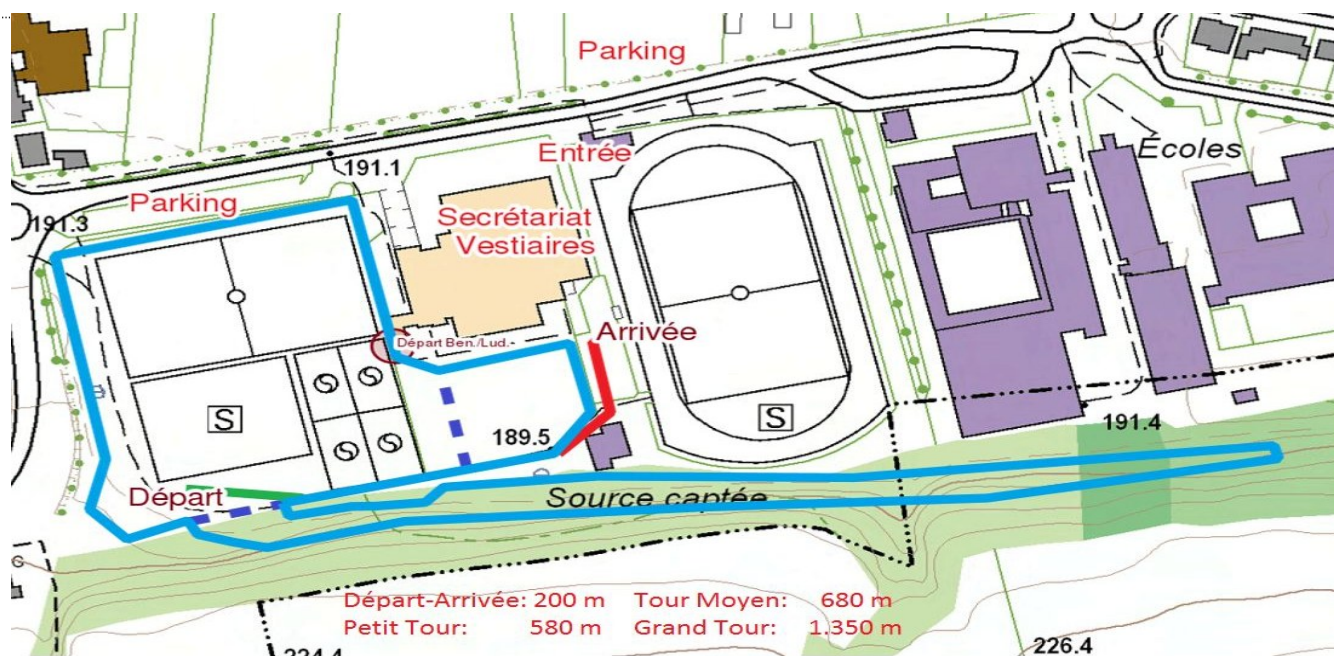 ...
Parking
Entrée
Écoles
191.1
Parking
191.3
Secrétariat
Vestiaires
Départ Ben./Lud.
Arrivée
S
S
189.5
191.4
Départ
Source captée
Départ-Arrivée: 200 m Tour Moyen: 680 m
Petit Tour: 580 m Grand Tour: 1.350 m
226.4